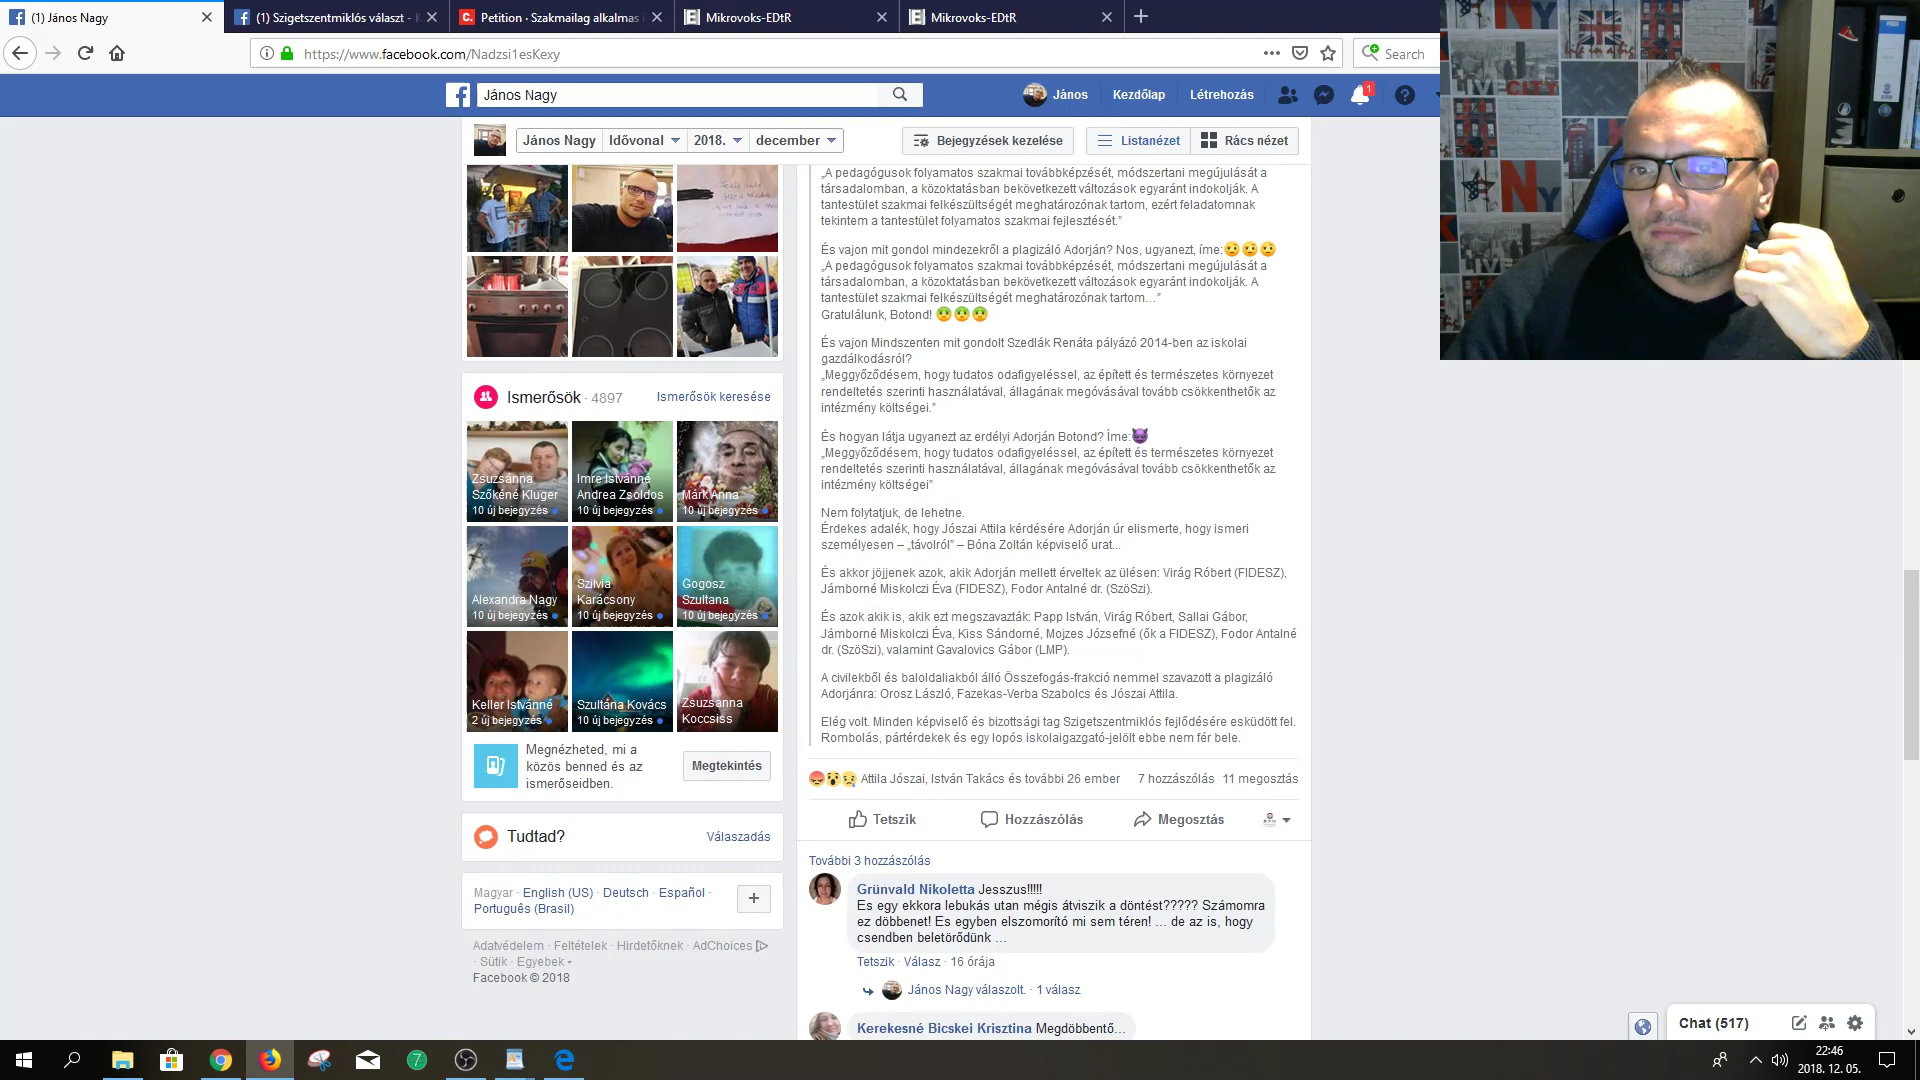 (1) János Nagy
(1) Szigetszentmiklós választ -
Petition · Szakmailag alkalmas
Mikrovoks-EDtR
Mikrovoks-EDtR
https://www.facebook.com/Nadzsi1esKexy
Search
János Nagy
János
Kezdőlap
Létrehozás
1
János Nagy
Idővonal
2018.
december
Bejegyzések kezelése
Listanézet
Rács nézet
„A pedagógusok folyamatos szakmai továbbképzését, módszertani megújulását a
társadalomban, a közoktatásban bekövetkezett változások egyaránt indokolják. A
tantestület szakmai felkészültségét meghatározónak tartom, ezért feladatomnak
tekintem a tantestület folyamatos szakmai fejlesztését.”
És vajon mit gondol mindezekről a plagizáló Adorján? Nos, ugyanezt, íme:
„A pedagógusok folyamatos szakmai továbbképzését, módszertani megújulását a
társadalomban, a közoktatásban bekövetkezett változások egyaránt indokolják. A
tantestület szakmai felkészültségét meghatározónak tartom…”
Gratulálunk, Botond!
És vajon Mindszenten mit gondolt Szedlák Renáta pályázó 2014-ben az iskolai
gazdálkodásról?
„Meggyőződésem, hogy tudatos odafigyeléssel, az épített és természetes környezet
rendeltetés szerinti használatával, állagának megóvásával tovább csökkenthetők az
intézmény költségei.”
És hogyan látja ugyanezt az erdélyi Adorján Botond? Íme:
„Meggyőződésem, hogy tudatos odafigyeléssel, az épített és természetes környezet
rendeltetés szerinti használatával, állagának megóvásával tovább csökkenthetők az
intézmény költségei”
Nem folytatjuk, de lehetne.
Érdekes adalék, hogy Jószai Attila kérdésére Adorján úr elismerte, hogy ismeri
személyesen – „távolról” – Bóna Zoltán képviselő urat...
És akkor jöjjenek azok, akik Adorján mellett érveltek az ülésen: Virág Róbert (FIDESZ),
Jámborné Miskolczi Éva (FIDESZ), Fodor Antalné dr. (SzöSzi).
És azok akik is, akik ezt megszavazták: Papp István, Virág Róbert, Sallai Gábor,
Jámborné Miskolczi Éva, Kiss Sándorné, Mojzes Józsefné (ők a FIDESZ), Fodor Antalné
dr. (SzöSzi), valamint Gavalovics Gábor (LMP).
A civilekből és baloldaliakból álló Összefogás-frakció nemmel szavazott a plagizáló
Adorjánra: Orosz László, Fazekas-Verba Szabolcs és Jószai Attila.
Elég volt. Minden képviselő és bizottsági tag Szigetszentmiklós fejlődésére esküdött fel.
Rombolás, pártérdekek és egy lopós iskolaigazgató-jelölt ebbe nem fér bele.
Attila Jószai, István Takács és további 26 ember
7 hozzászólás
11 megosztás
Tetszik
Hozzászólás
Megosztás
További 3 hozzászólás
Grünvald Nikoletta Jesszus!!!!!
Es egy ekkora lebukás utan mégis átviszik a döntést????? Számomra
ez döbbenet! Es egyben elszomorító mi sem téren! … de az is, hogy
csendben beletörődünk …
Tetszik · Válasz · 16 órája
János Nagy válaszolt. · 1 válasz
Kerekesné Bicskei Krisztina Megdöbbentő…
Ismerősök · 4897
Ismerősök keresése
Zsuzsánna
Szőkéné Kluger
10 új bejegyzés
Imre Istvánné
Andrea Zsoldos
10 új bejegyzés
Márk Anna
10 új bejegyzés
Alexandra Nagy
10 új bejegyzés
Szilvia
Karácsony
10 új bejegyzés
Gogosz
Szultana
10 új bejegyzés
Keller Istvánné
2 új bejegyzés
Szultána Kovács
10 új bejegyzés
Zsuzsanna
Koccsiss
Megnézheted, mi a
közös benned és az
ismerőseidben.
Megtekintés
Tudtad?
Válaszadás
Magyar · English (US) · Deutsch · Español ·
Português (Brasil)
Adatvédelem · Feltételek · Hirdetőknek · AdChoices
· Sütik · Egyebek
Facebook © 2018
LIVE CITY
NY
NY
Chat (517)
22:46
2018. 12. 05.